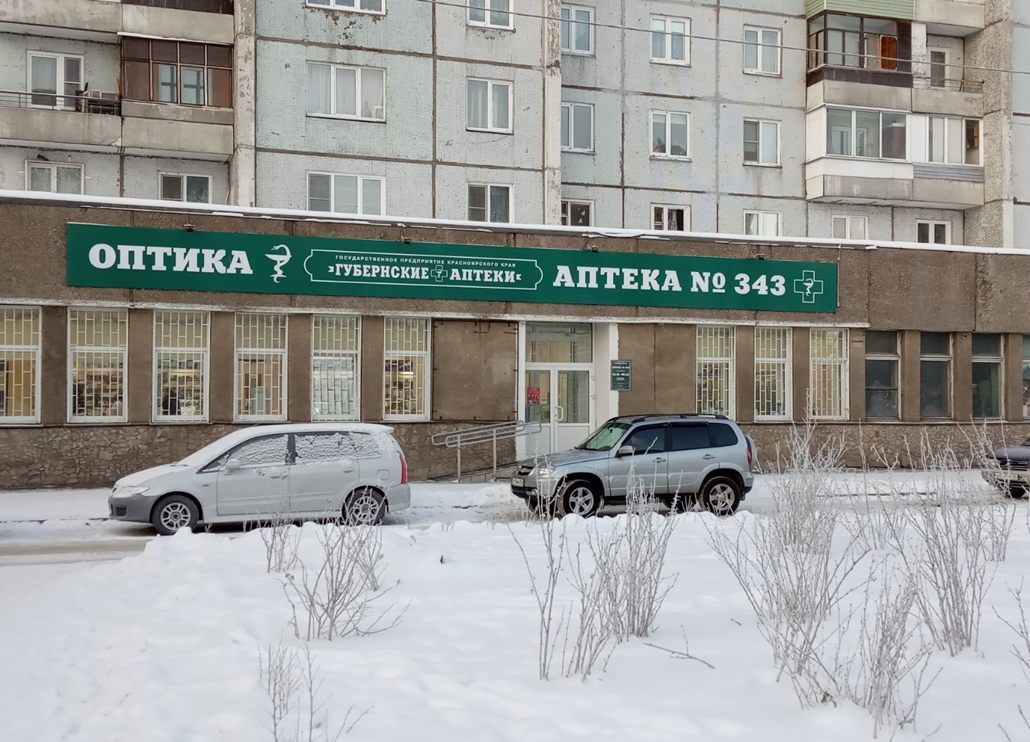 ОПТИКА
ГОСУДАРСТВЕННОЕ ПРЕДПРИЯТИЕ КРАСНОЯРСКОГО КРАЯ
ГУБЕРНСКИЕ АПТЕКИ
АПТЕКА № 343